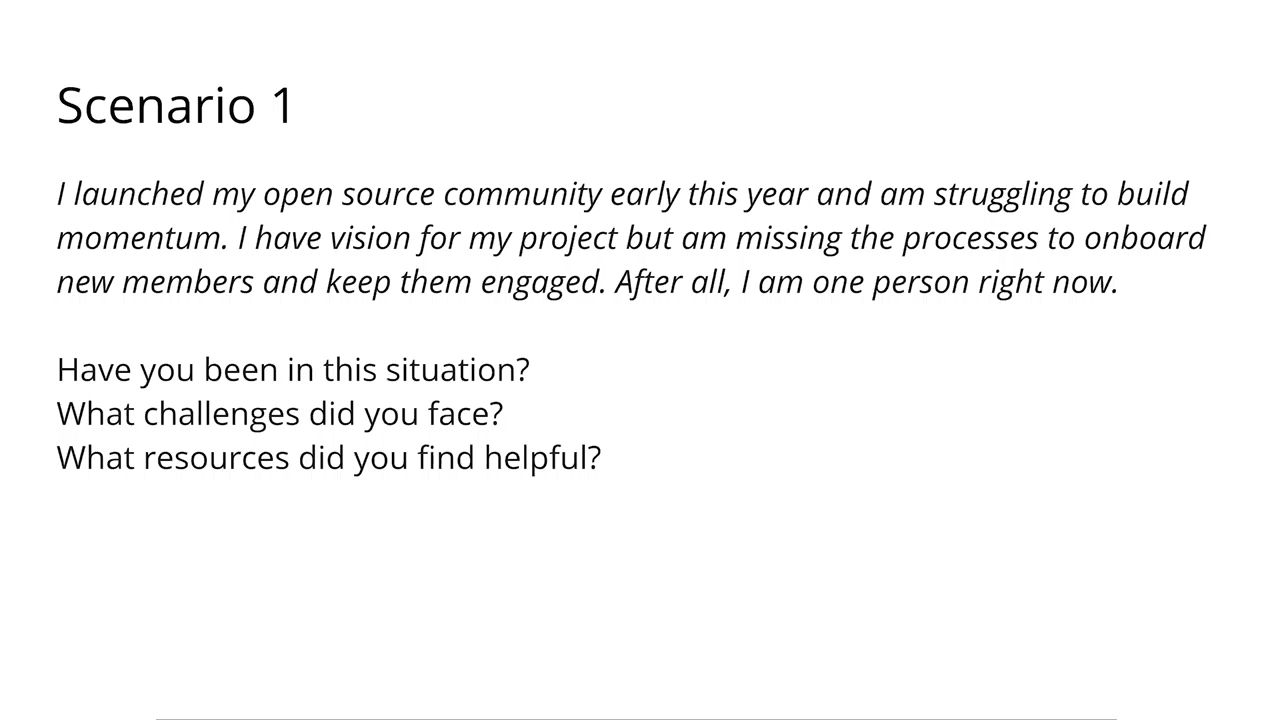 Scenario 1
I launched my open source community early this year and am struggling to build
momentum. I have vision for my project but am missing the processes to onboard
new members and keep them engaged. After all, I am one person right now.
Have you been in this situation?
What challenges did you face?
What resources did you find helpful?